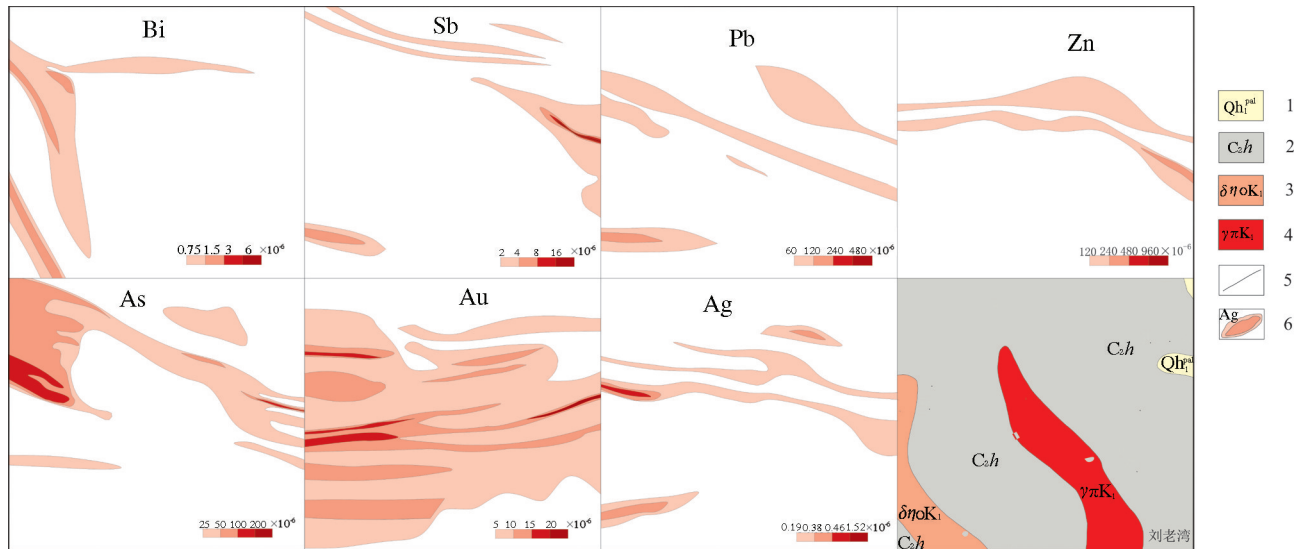 Bi
0.75 1.5 3 6 ×10⁻⁶
Sb
2 4 8 16 ×10⁻⁶
Pb
60 120 240 480 ×10⁻⁶
Zn
120 240 480 960 ×10⁻⁶
As
25 50 100 200 ×10⁻⁶
Au
5 10 15 20 ×10⁻⁶
Ag
0.19 0.38 0.46 1.52 ×10⁻⁶
C₂h
Qh₁ᵖᵃˡ
C₂h
γπK₁
δηοK₁
C₂h
刘老湾
Qh₁ᵖᵃˡ 1
C₂h 2
δηοK₁ 3
γπK₁ 4
5
Ag 6